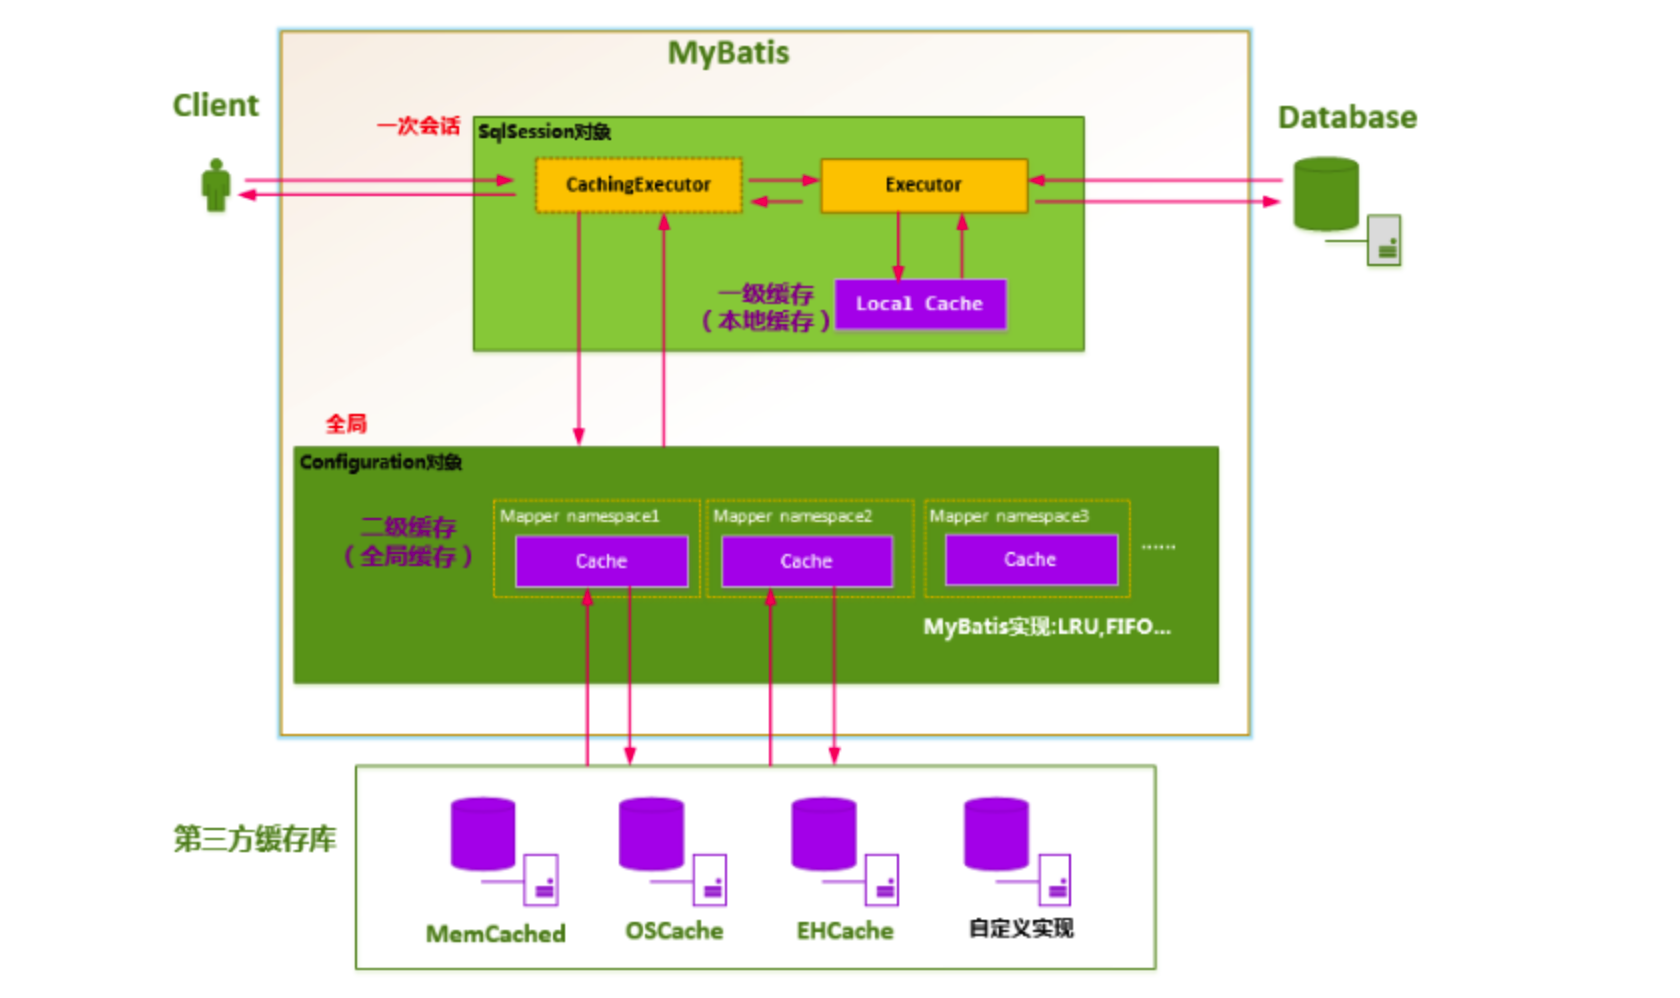 MyBatis
Client
Database
一次会话
SqlSession对象
CachingExecutor
Executor
一级缓存
（本地缓存）
Local Cache
全局
Configuration对象
二级缓存
（全局缓存）
Mapper namespace1
Mapper namespace2
Mapper namespace3
Cache
Cache
Cache
......
MyBatis实现:LRU,FIFO...
第三方缓存库
MemCached
OSCache
EHCache
自定义实现